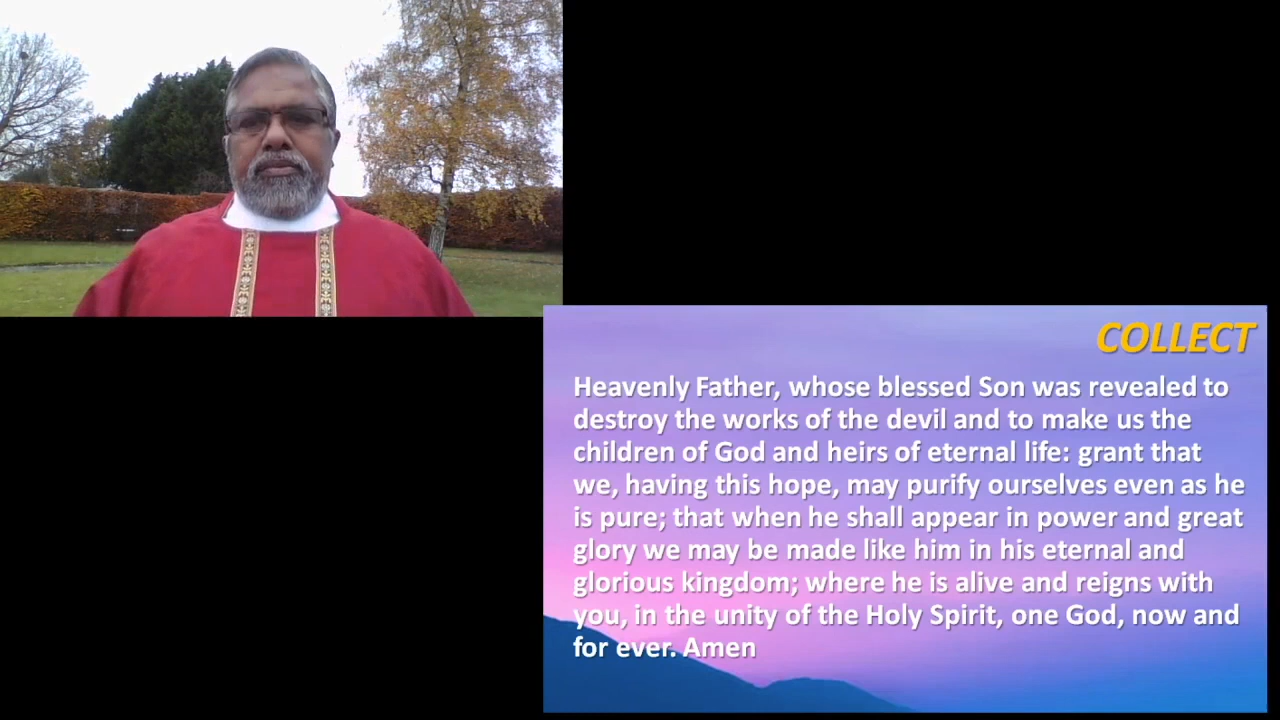 COLLECT
Heavenly Father, whose blessed Son was revealed to
destroy the works of the devil and to make us the
children of God and heirs of eternal life: grant that
we, having this hope, may purify ourselves even as he
is pure; that when he shall appear in power and great
glory we may be made like him in his eternal and
glorious kingdom; where he is alive and reigns with
you, in the unity of the Holy Spirit, one God, now and
for ever. Amen